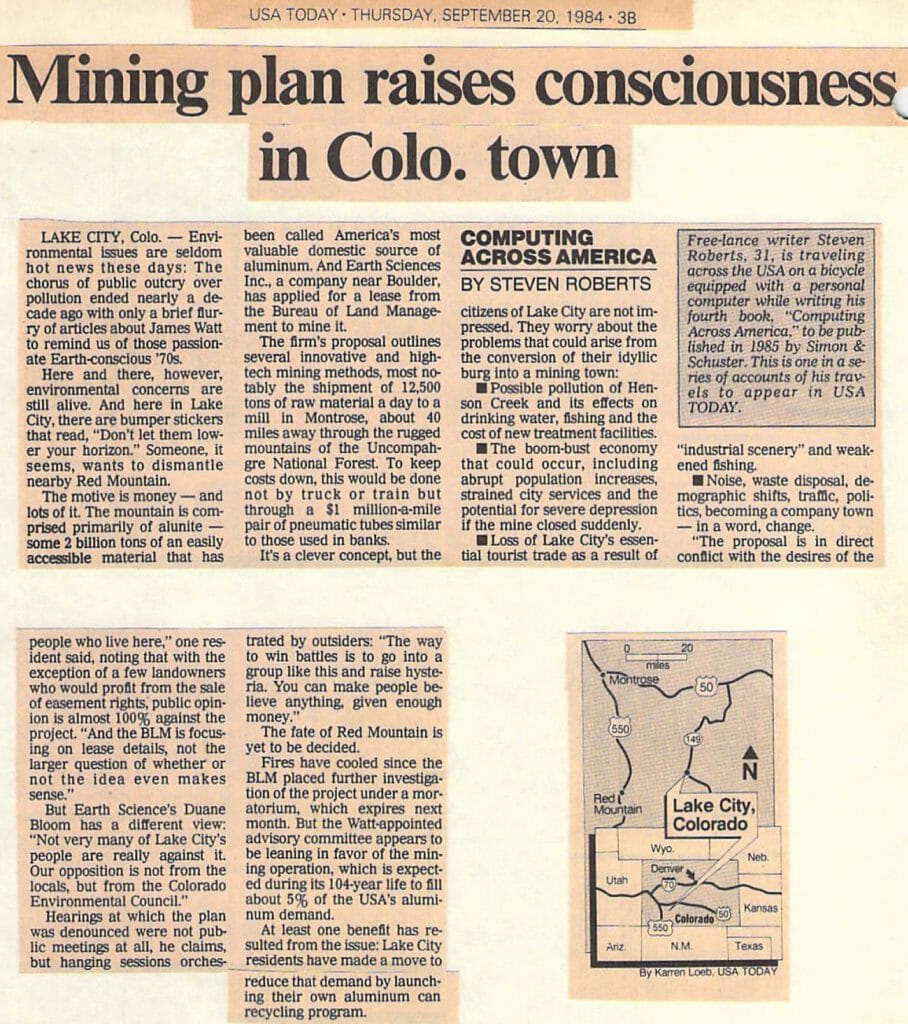 USA TODAY · THURSDAY, SEPTEMBER 20, 1984 · 3B
Mining plan raises consciousness
in Colo. town
LAKE CITY, Colo. — Envi-
ronmental issues are seldom
hot news these days: The
chorus of public outcry over
pollution ended nearly a de-
cade ago with only a brief flur-
ry of articles about James Watt
to remind us of those passion-
ate Earth-conscious '70s.
Here and there, however,
environmental concerns are
still alive. And here in Lake
City, there are bumper stickers
that read, "Don't let them low-
er your horizon." Someone, it
seems, wants to dismantle
nearby Red Mountain.
The motive is money — and
lots of it. The mountain is com-
prised primarily of alunite —
some 2 billion tons of an easily
accessible material that has
been called America's most
valuable domestic source of
aluminum. And Earth Sciences
Inc., a company near Boulder,
has applied for a lease from
the Bureau of Land Manage-
ment to mine it.
The firm's proposal outlines
several innovative and high-
tech mining methods, most no-
tably the shipment of 12,500
tons of raw material a day to a
mill in Montrose, about 40
miles away through the rugged
mountains of the Uncompah-
gre National Forest. To keep
costs down, this would be done
not by truck or train but
through a $1 million-a-mile
pair of pneumatic tubes similar
to those used in banks.
It's a clever concept, but the
COMPUTING
ACROSS AMERICA
BY STEVEN ROBERTS
citizens of Lake City are not im-
pressed. They worry about the
problems that could arise from
the conversion of their idyllic
burg into a mining town:
■ Possible pollution of Hen-
son Creek and its effects on
drinking water, fishing and the
cost of new treatment facilities.
■ The boom-bust economy
that could occur, including
abrupt population increases,
strained city services and the
potential for severe depression
if the mine closed suddenly.
■ Loss of Lake City's essen-
tial tourist trade as a result of
Free-lance writer Steven
Roberts, 31, is traveling
across the USA on a bicycle
equipped with a personal
computer while writing his
fourth book, "Computing
Across America," to be pub-
lished in 1985 by Simon &
Schuster. This is one in a se-
ries of accounts of his trav-
els to appear in USA
TODAY.
"industrial scenery" and weak-
ened fishing.
■ Noise, waste disposal, de-
mographic shifts, traffic, poli-
tics, becoming a company town
— in a word, change.
"The proposal is in direct
conflict with the desires of the
people who live here," one res-
ident said, noting that with the
exception of a few landowners
who would profit from the sale
of easement rights, public opin-
ion is almost 100% against the
project. "And the BLM is focus-
ing on lease details, not the
larger question of whether or
not the idea even makes
sense."
But Earth Science's Duane
Bloom has a different view:
"Not very many of Lake City's
people are really against it.
Our opposition is not from the
locals, but from the Colorado
Environmental Council."
Hearings at which the plan
was denounced were not pub-
lic meetings at all, he claims,
but hanging sessions orches-
trated by outsiders: "The way
to win battles is to go into a
group like this and raise hyste-
ria. You can make people be-
lieve anything, given enough
money."
The fate of Red Mountain is
yet to be decided.
Fires have cooled since the
BLM placed further investiga-
tion of the project under a mor-
atorium, which expires next
month. But the Watt-appointed
advisory committee appears to
be leaning in favor of the min-
ing operation, which is expect-
ed during its 104-year life to fill
about 5% of the USA's alumi-
num demand.
At least one benefit has re-
sulted from the issue: Lake City
residents have made a move to
reduce that demand by launch-
ing their own aluminum can
recycling program.
0 20
miles
Montrose
50
550
149
N
Red
Mountain
Lake City,
Colorado
Wyo.
Neb.
Denver
Utah
70
Kansas
Colorado
50
550
Ariz.
N.M.
Texas
By Karren Loeb, USA TODAY